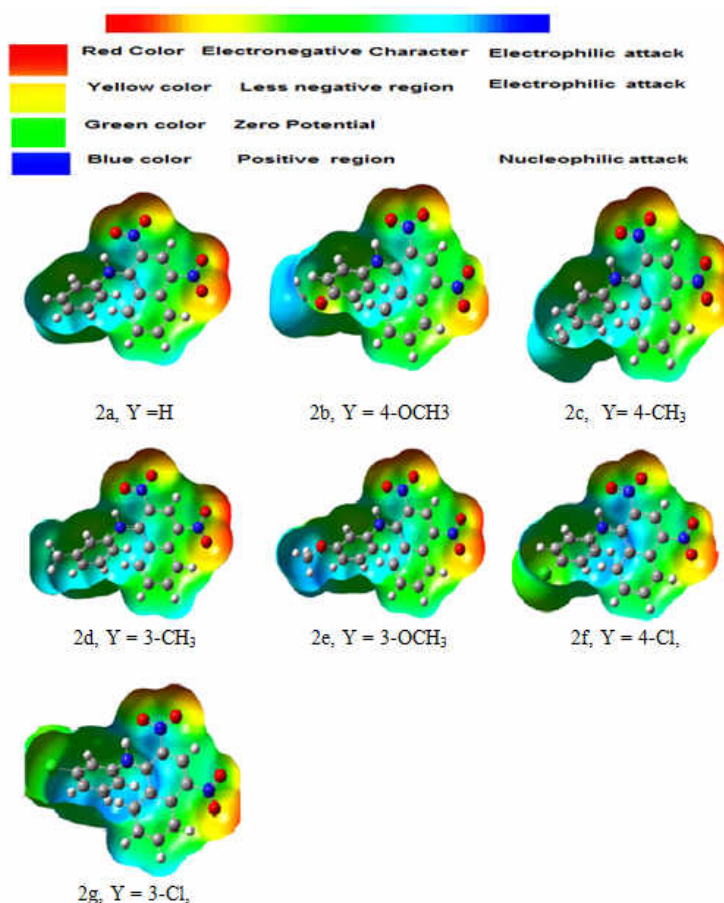 Red Color Electronegative Character Electrophilic attack
Yellow color Less negative region Electrophilic attack
Green color Zero Potential
Blue color Positive region Nucleophilic attack
2a, Y =H 2b, Y = 4-OCH3 2c, Y= 4-CH₃
2d, Y = 3-CH₃ 2e, Y = 3-OCH₃ 2f, Y = 4-Cl,
2g, Y = 3-Cl,